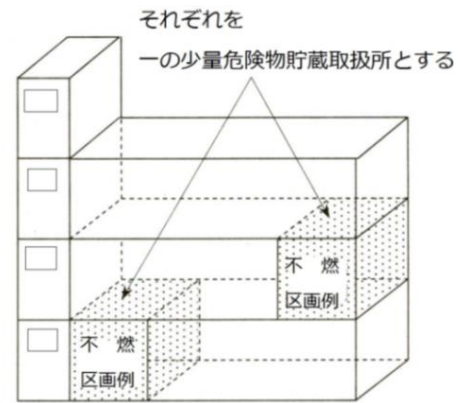 それぞれを
一の少量危険物貯蔵取扱所とする
不 燃
区画例
不 燃
区画例